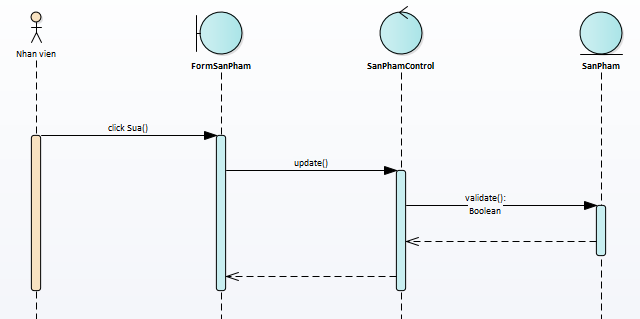 Nhan vien
FormSanPham
SanPhamControl
SanPham
click Sua()
update()
validate():
Boolean